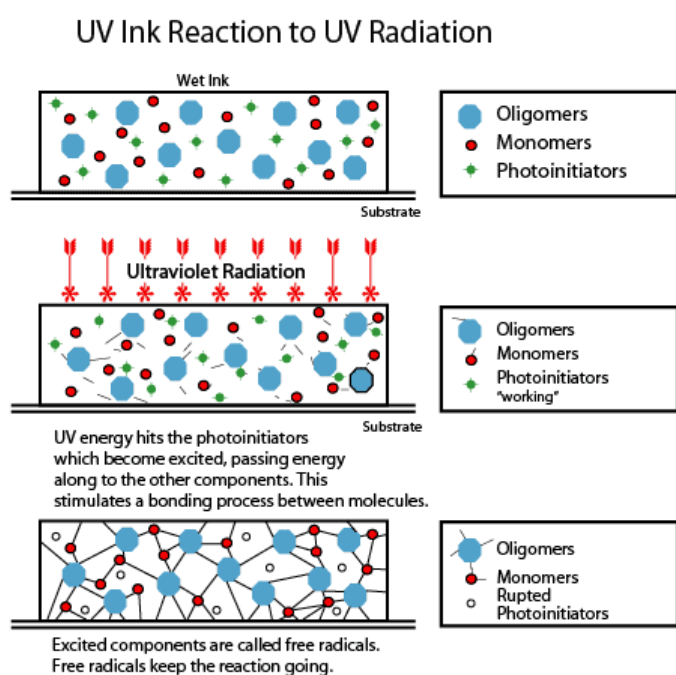 UV Ink Reaction to UV Radiation
Wet Ink
Oligomers
Monomers
Photoinitiators
Substrate
Ultraviolet Radiation
Oligomers
Monomers
Photoinitiators
"working"
Substrate
UV energy hits the photoinitiators
which become excited, passing energy
along to the other components. This
stimulates a bonding process between molecules.
Oligomers
Monomers
Rupted
Photoinitiators
Excited components are called free radicals.
Free radicals keep the reaction going.